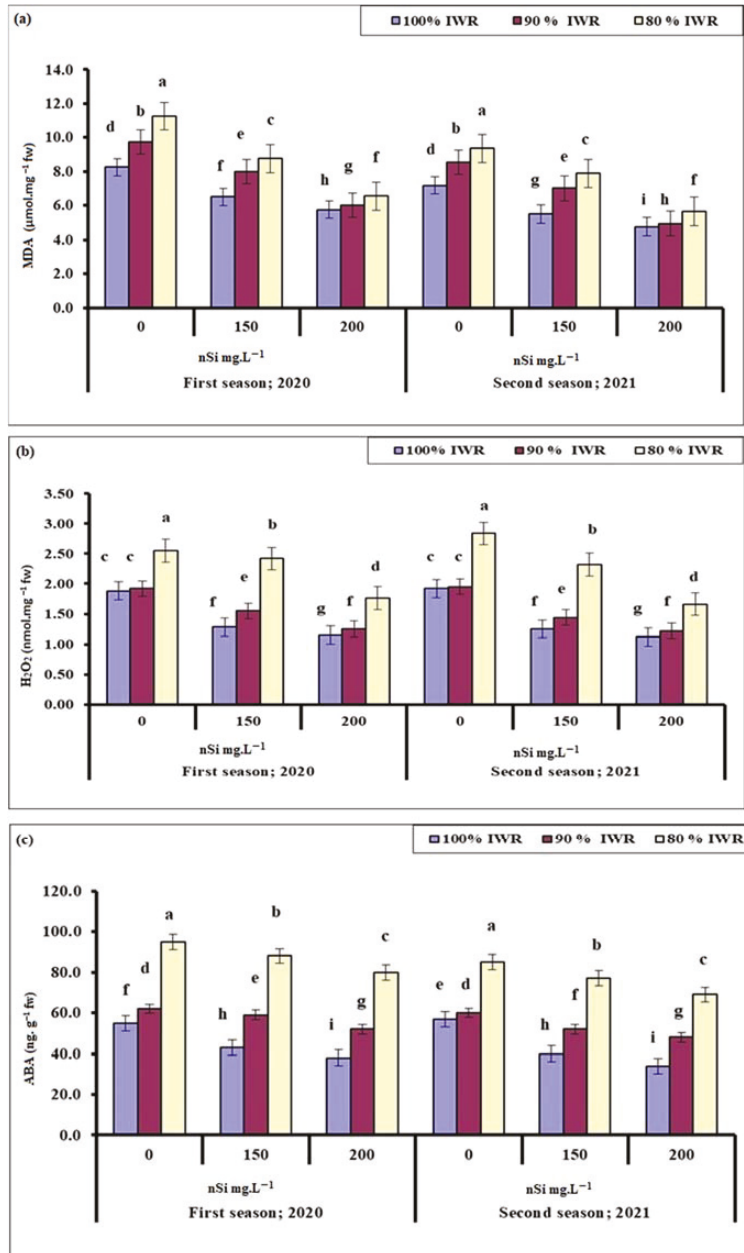 (a)
100% IWR 90 % IWR 80 % IWR
14.0
12.0
10.0
8.0
6.0
4.0
2.0
0.0
MDA (µmol.mg⁻¹ fw)
d b a f e c h g f d b a g e c i h f
0 150 200 0 150 200
nSi mg.L⁻¹ nSi mg.L⁻¹
First season; 2020 Second season; 2021
(b)
100% IWR 90 % IWR 80 % IWR
3.50
3.00
2.50
2.00
1.50
1.00
0.50
0.00
H₂O₂ (nmol.mg⁻¹ fw)
c c a f e b g f d c c a f e b g f d
0 150 200 0 150 200
nSi mg.L⁻¹ nSi mg.L⁻¹
First season; 2020 Second season; 2021
(c)
100% IWR 90 % IWR 80 % IWR
120.0
100.0
80.0
60.0
40.0
20.0
0.0
ABA (ng. g⁻¹ fw)
f d a h e b i g c e d a h f b i g c
0 150 200 0 150 200
nSi mg.L⁻¹ nSi mg.L⁻¹
First season; 2020 Second season; 2021